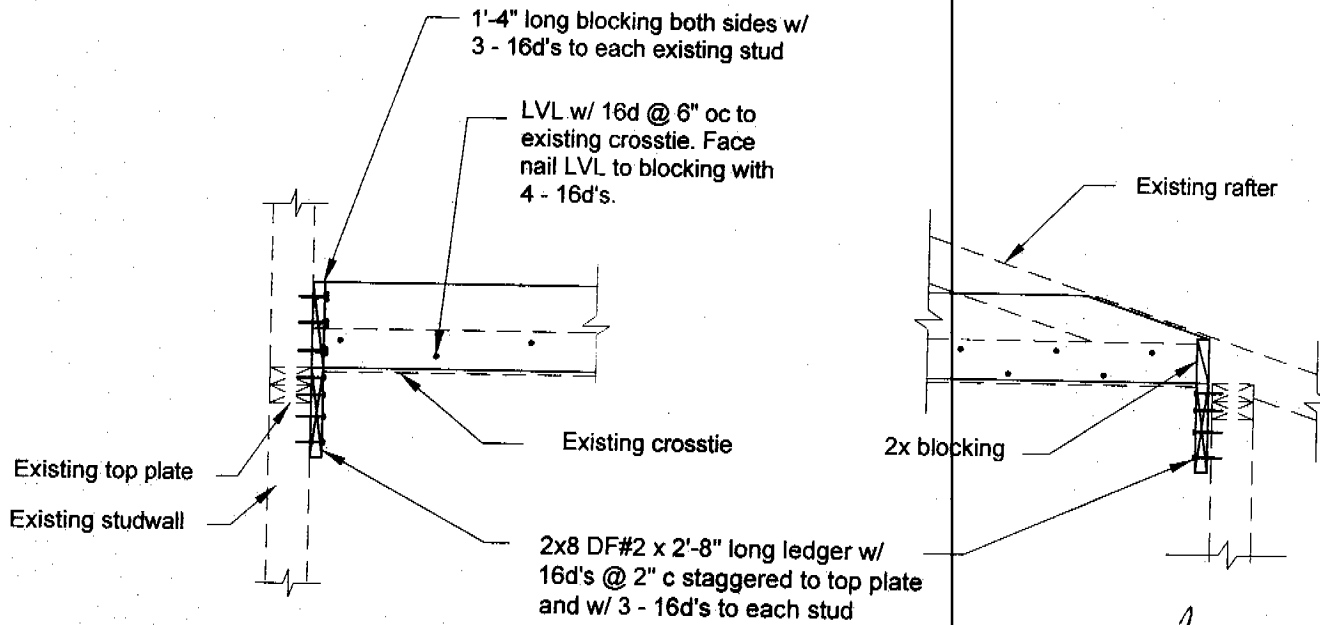 1'-4" long blocking both sides w/
3 - 16d's to each existing stud
LVL w/ 16d @ 6" oc to
existing crosstie. Face
nail LVL to blocking with
4 - 16d's.
Existing rafter
Existing crosstie
2x blocking
Existing top plate
Existing studwall
2x8 DF#2 x 2'-8" long ledger w/
16d's @ 2" c staggered to top plate
and w/ 3 - 16d's to each stud